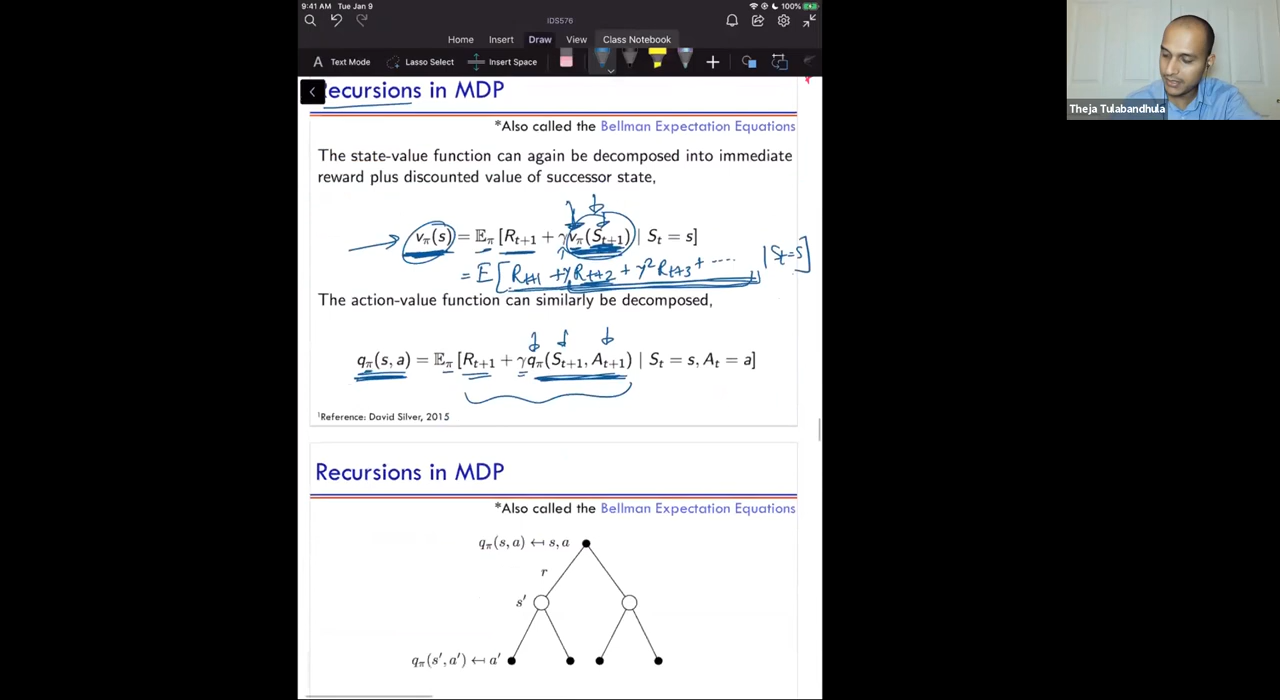 9:41 AM Tue Jan 9
100%
IDS576
Home Insert Draw View Class Notebook
Text Mode Lasso Select Insert Space
Theja Tulabandhula
ecursions in MDP
*Also called the Bellman Expectation Equations
The state-value function can again be decomposed into immediate
reward plus discounted value of successor state,
vπ(s) = 𝔼π [Rt+1 + γvπ(St+1) | St = s]
= E[Rt+1 + γRt+2 + γ²Rt+3 + .... | St=s]
The action-value function can similarly be decomposed,
qπ(s, a) = 𝔼π [Rt+1 + γqπ(St+1, At+1) | St = s, At = a]
¹Reference: David Silver, 2015
Recursions in MDP
*Also called the Bellman Expectation Equations
qπ(s, a) ↤ s, a
r
s′
qπ(s′, a′) ↤ a′